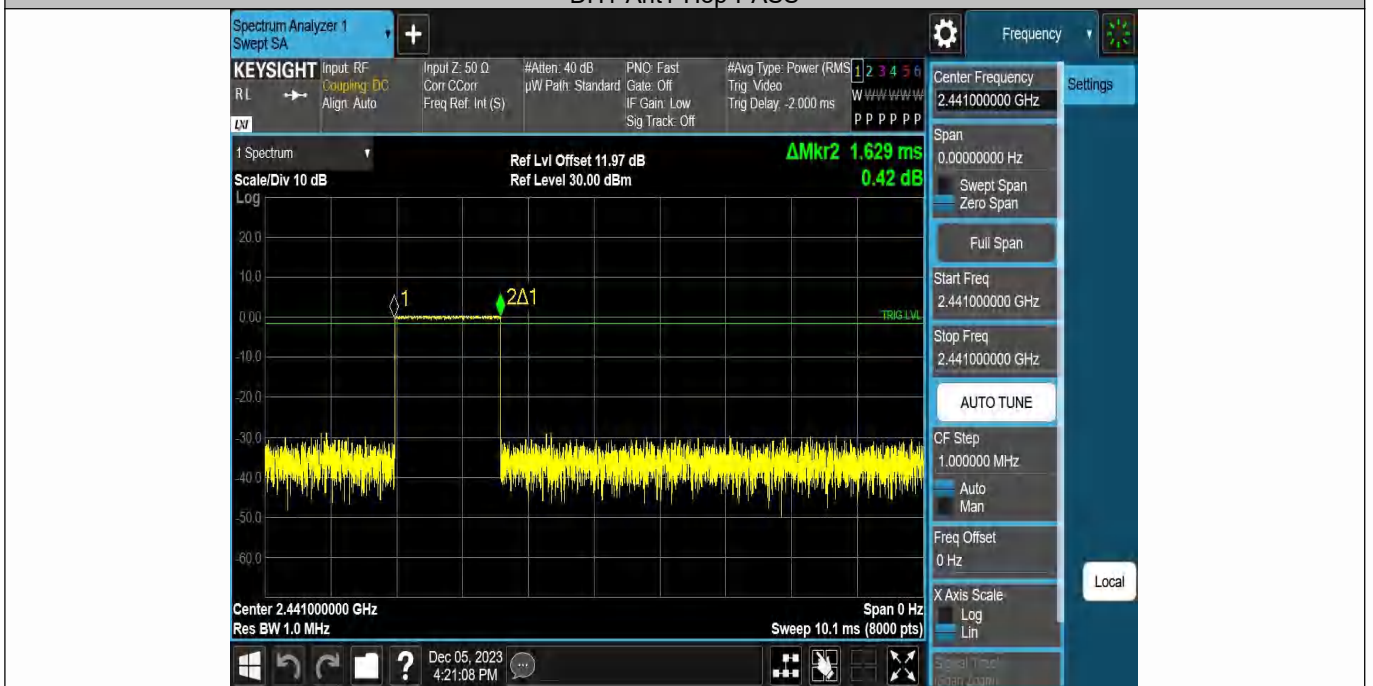 Spectrum Analyzer 1
Swept SA
Frequency
KEYSIGHT
RL
LXI
Input: RF
Coupling: DC
Align: Auto
Input Z: 50 Ω
Corr CCorr
Freq Ref: Int (S)
#Atten: 40 dB
µW Path: Standard
PNO: Fast
Gate: Off
IF Gain: Low
Sig Track: Off
#Avg Type: Power (RMS
Trig: Video
Trig Delay: -2.000 ms
1 2 3 4 5 6
W W W W W W
P P P P P P
1 Spectrum
Scale/Div 10 dB
Log
Ref Lvl Offset 11.97 dB
Ref Level 30.00 dBm
ΔMkr2 1.629 ms
0.42 dB
20.0
10.0
0.00
-10.0
-20.0
-30.0
-40.0
-50.0
-60.0
1
2Δ1
TRIG LVL
Center 2.441000000 GHz
Res BW 1.0 MHz
Span 0 Hz
Sweep 10.1 ms (8000 pts)
Dec 05, 2023
4:21:08 PM
Center Frequency
2.441000000 GHz
Settings
Span
0.00000000 Hz
Swept Span
Zero Span
Full Span
Start Freq
2.441000000 GHz
Stop Freq
2.441000000 GHz
AUTO TUNE
CF Step
1.000000 MHz
Auto
Man
Freq Offset
0 Hz
X Axis Scale
Log
Lin
Local
Signal Track
(Span Zoom)